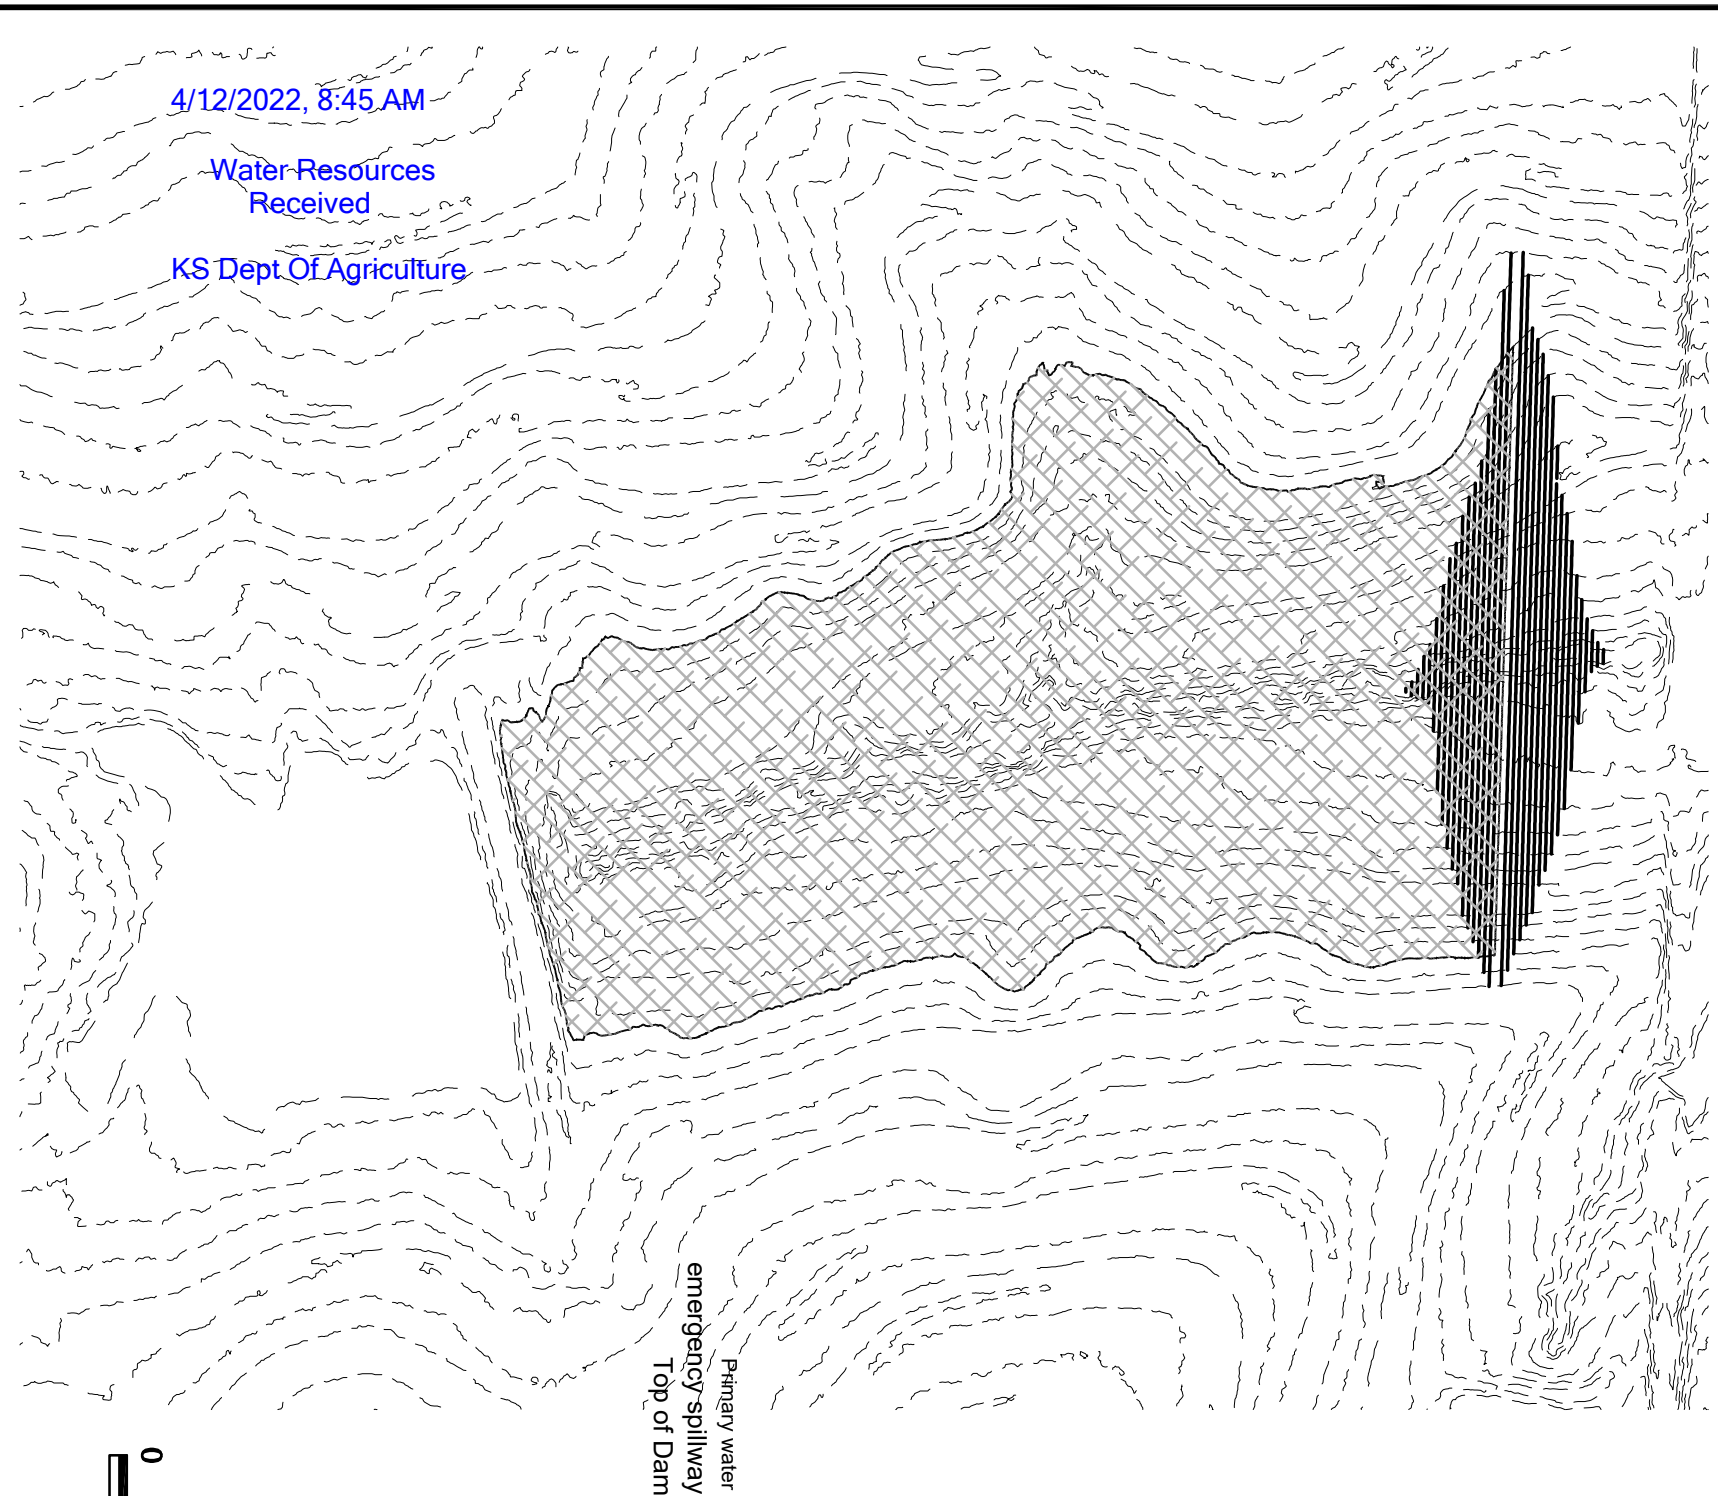 4/12/2022, 8:45 AM
Water Resources
Received
KS Dept Of Agriculture
Primary water
emergency spillway
Top of Dam
0